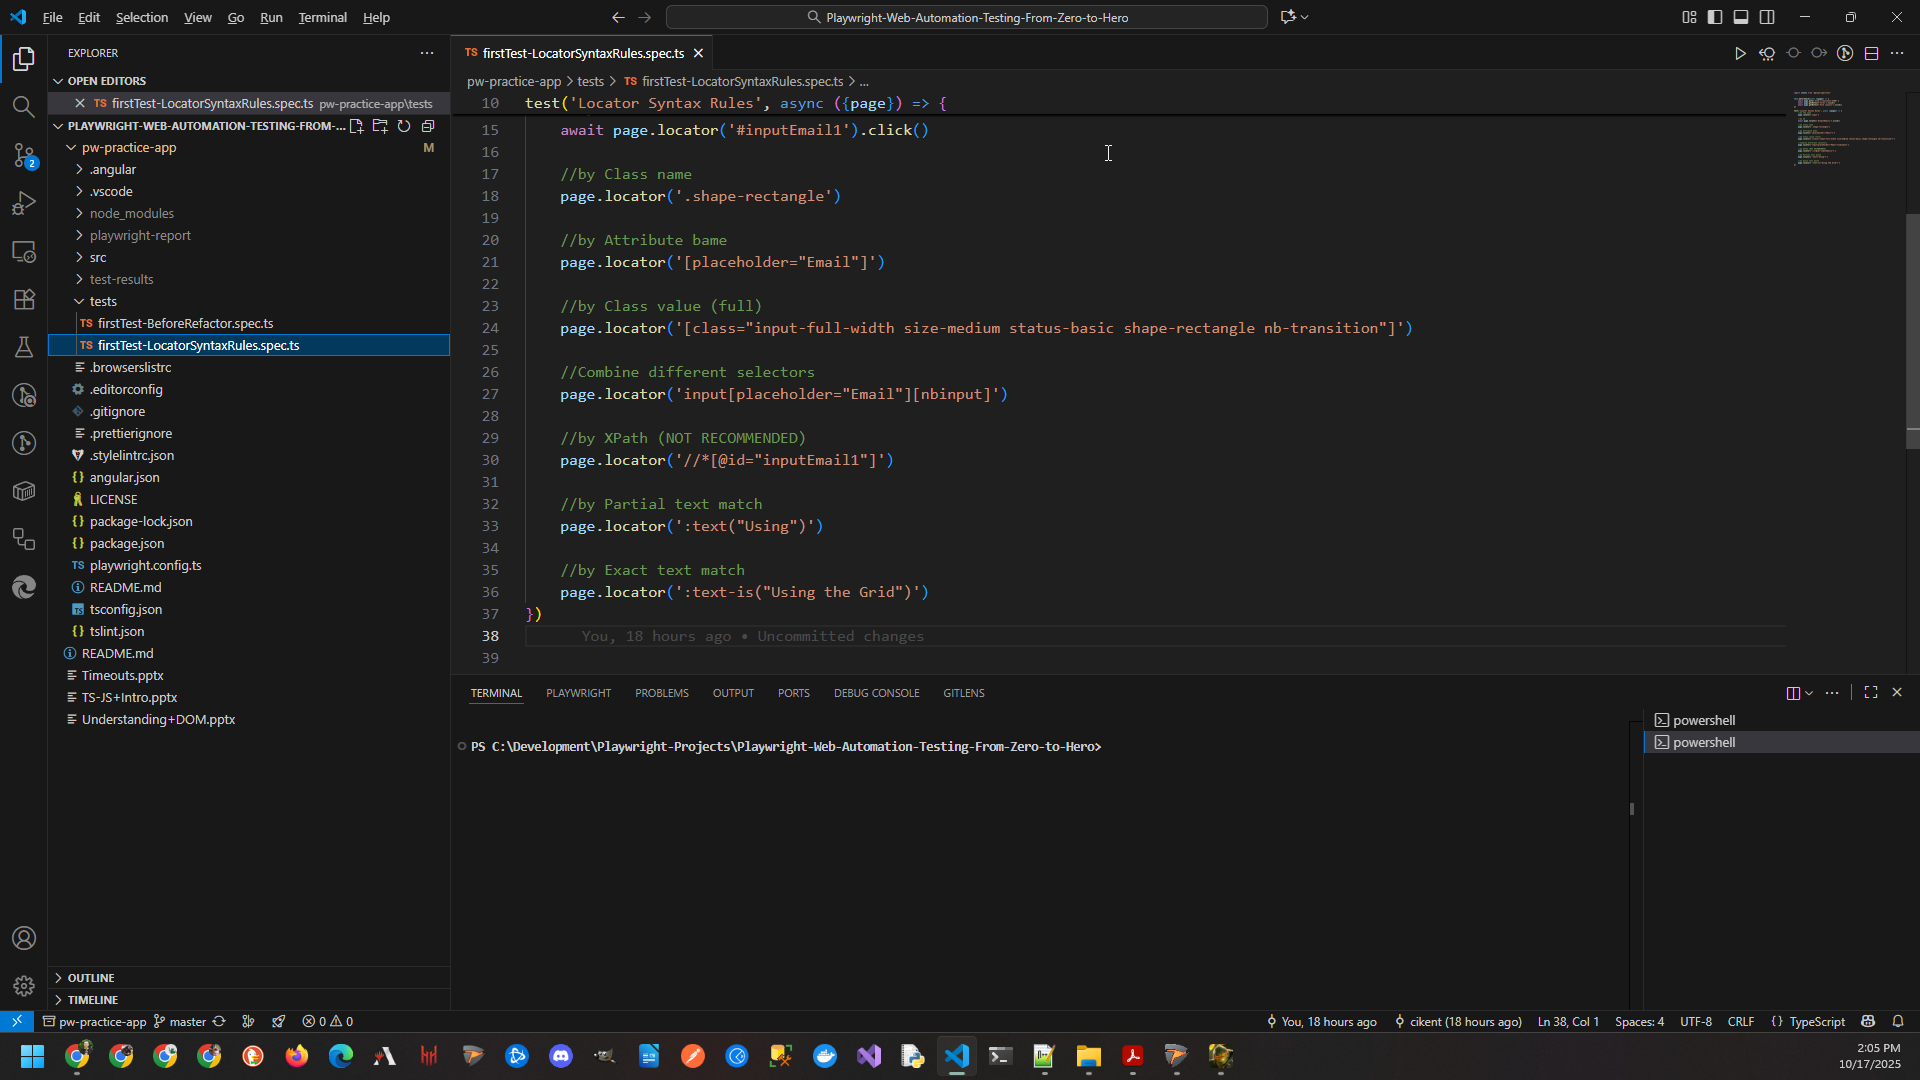 File Edit Selection View Go Run Terminal Help
Playwright-Web-Automation-Testing-From-Zero-to-Hero
EXPLORER
OPEN EDITORS
TS firstTest-LocatorSyntaxRules.spec.ts pw-practice-app\tests
PLAYWRIGHT-WEB-AUTOMATION-TESTING-FROM-...
pw-practice-app M
.angular
.vscode
node_modules
playwright-report
src
test-results
tests
TS firstTest-BeforeRefactor.spec.ts
TS firstTest-LocatorSyntaxRules.spec.ts
.browserslistrc
.editorconfig
.gitignore
.prettierignore
.stylelintrc.json
{} angular.json
LICENSE
{} package-lock.json
{} package.json
TS playwright.config.ts
README.md
TS tsconfig.json
{} tslint.json
README.md
Timeouts.pptx
TS-JS+Intro.pptx
Understanding+DOM.pptx
OUTLINE
TIMELINE
2
TS firstTest-LocatorSyntaxRules.spec.ts
pw-practice-app > tests > TS firstTest-LocatorSyntaxRules.spec.ts > ...
10 test('Locator Syntax Rules', async ({page}) => {
15 await page.locator('#inputEmail1').click()
16
17 //by Class name
18 page.locator('.shape-rectangle')
19
20 //by Attribute bame
21 page.locator('[placeholder="Email"]')
22
23 //by Class value (full)
24 page.locator('[class="input-full-width size-medium status-basic shape-rectangle nb-transition"]')
25
26 //Combine different selectors
27 page.locator('input[placeholder="Email"][nbinput]')
28
29 //by XPath (NOT RECOMMENDED)
30 page.locator('//*[@id="inputEmail1"]')
31
32 //by Partial text match
33 page.locator(':text("Using")')
34
35 //by Exact text match
36 page.locator(':text-is("Using the Grid")')
37 })
38 You, 18 hours ago • Uncommitted changes
39
TERMINAL PLAYWRIGHT PROBLEMS OUTPUT PORTS DEBUG CONSOLE GITLENS
PS C:\Development\Playwright-Projects\Playwright-Web-Automation-Testing-From-Zero-to-Hero>
powershell
powershell
pw-practice-app master 0 0
You, 18 hours ago cikent (18 hours ago) Ln 38, Col 1 Spaces: 4 UTF-8 CRLF {} TypeScript
2:05 PM
10/17/2025